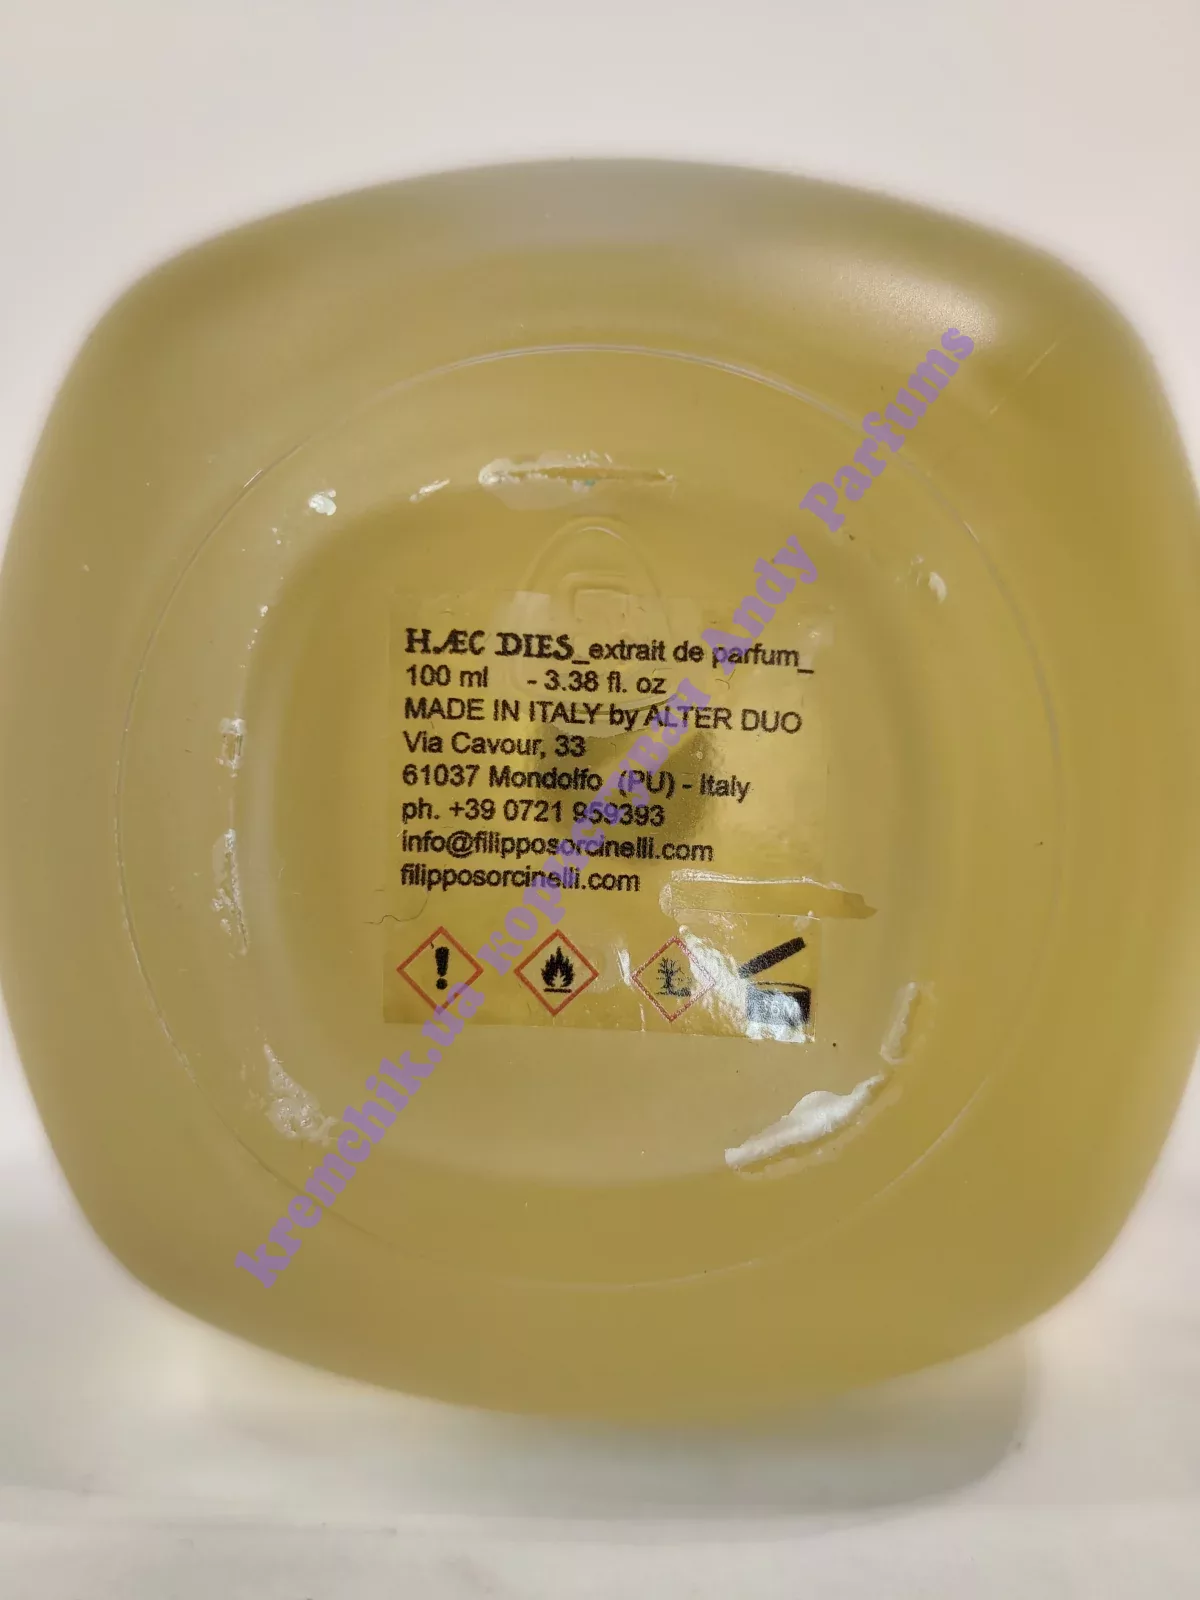 HÆC DIES_extrait de parfum_
100 ml - 3.38 fl. oz
MADE IN ITALY by ALTER DUO
Via Cavour, 33
61037 Mondolfo (PU) - Italy
ph. +39 0721 959393
info@filipposorcinelli.com
filipposorcinelli.com
kremchik.ua користувач Andy Parfums